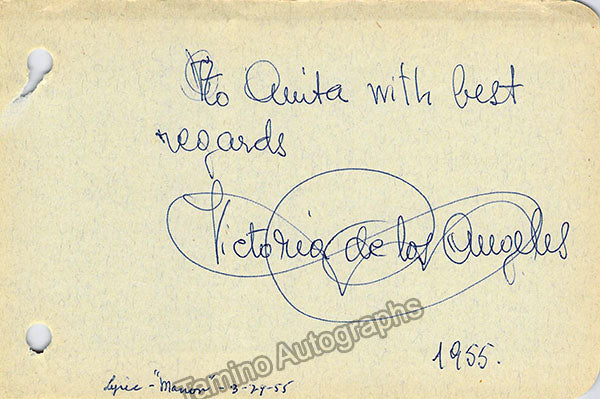 To Anita with best
regards
Victoria de los Angeles
Tamino Autographs
1955.
Lyric - "Manon" - 3-29-55